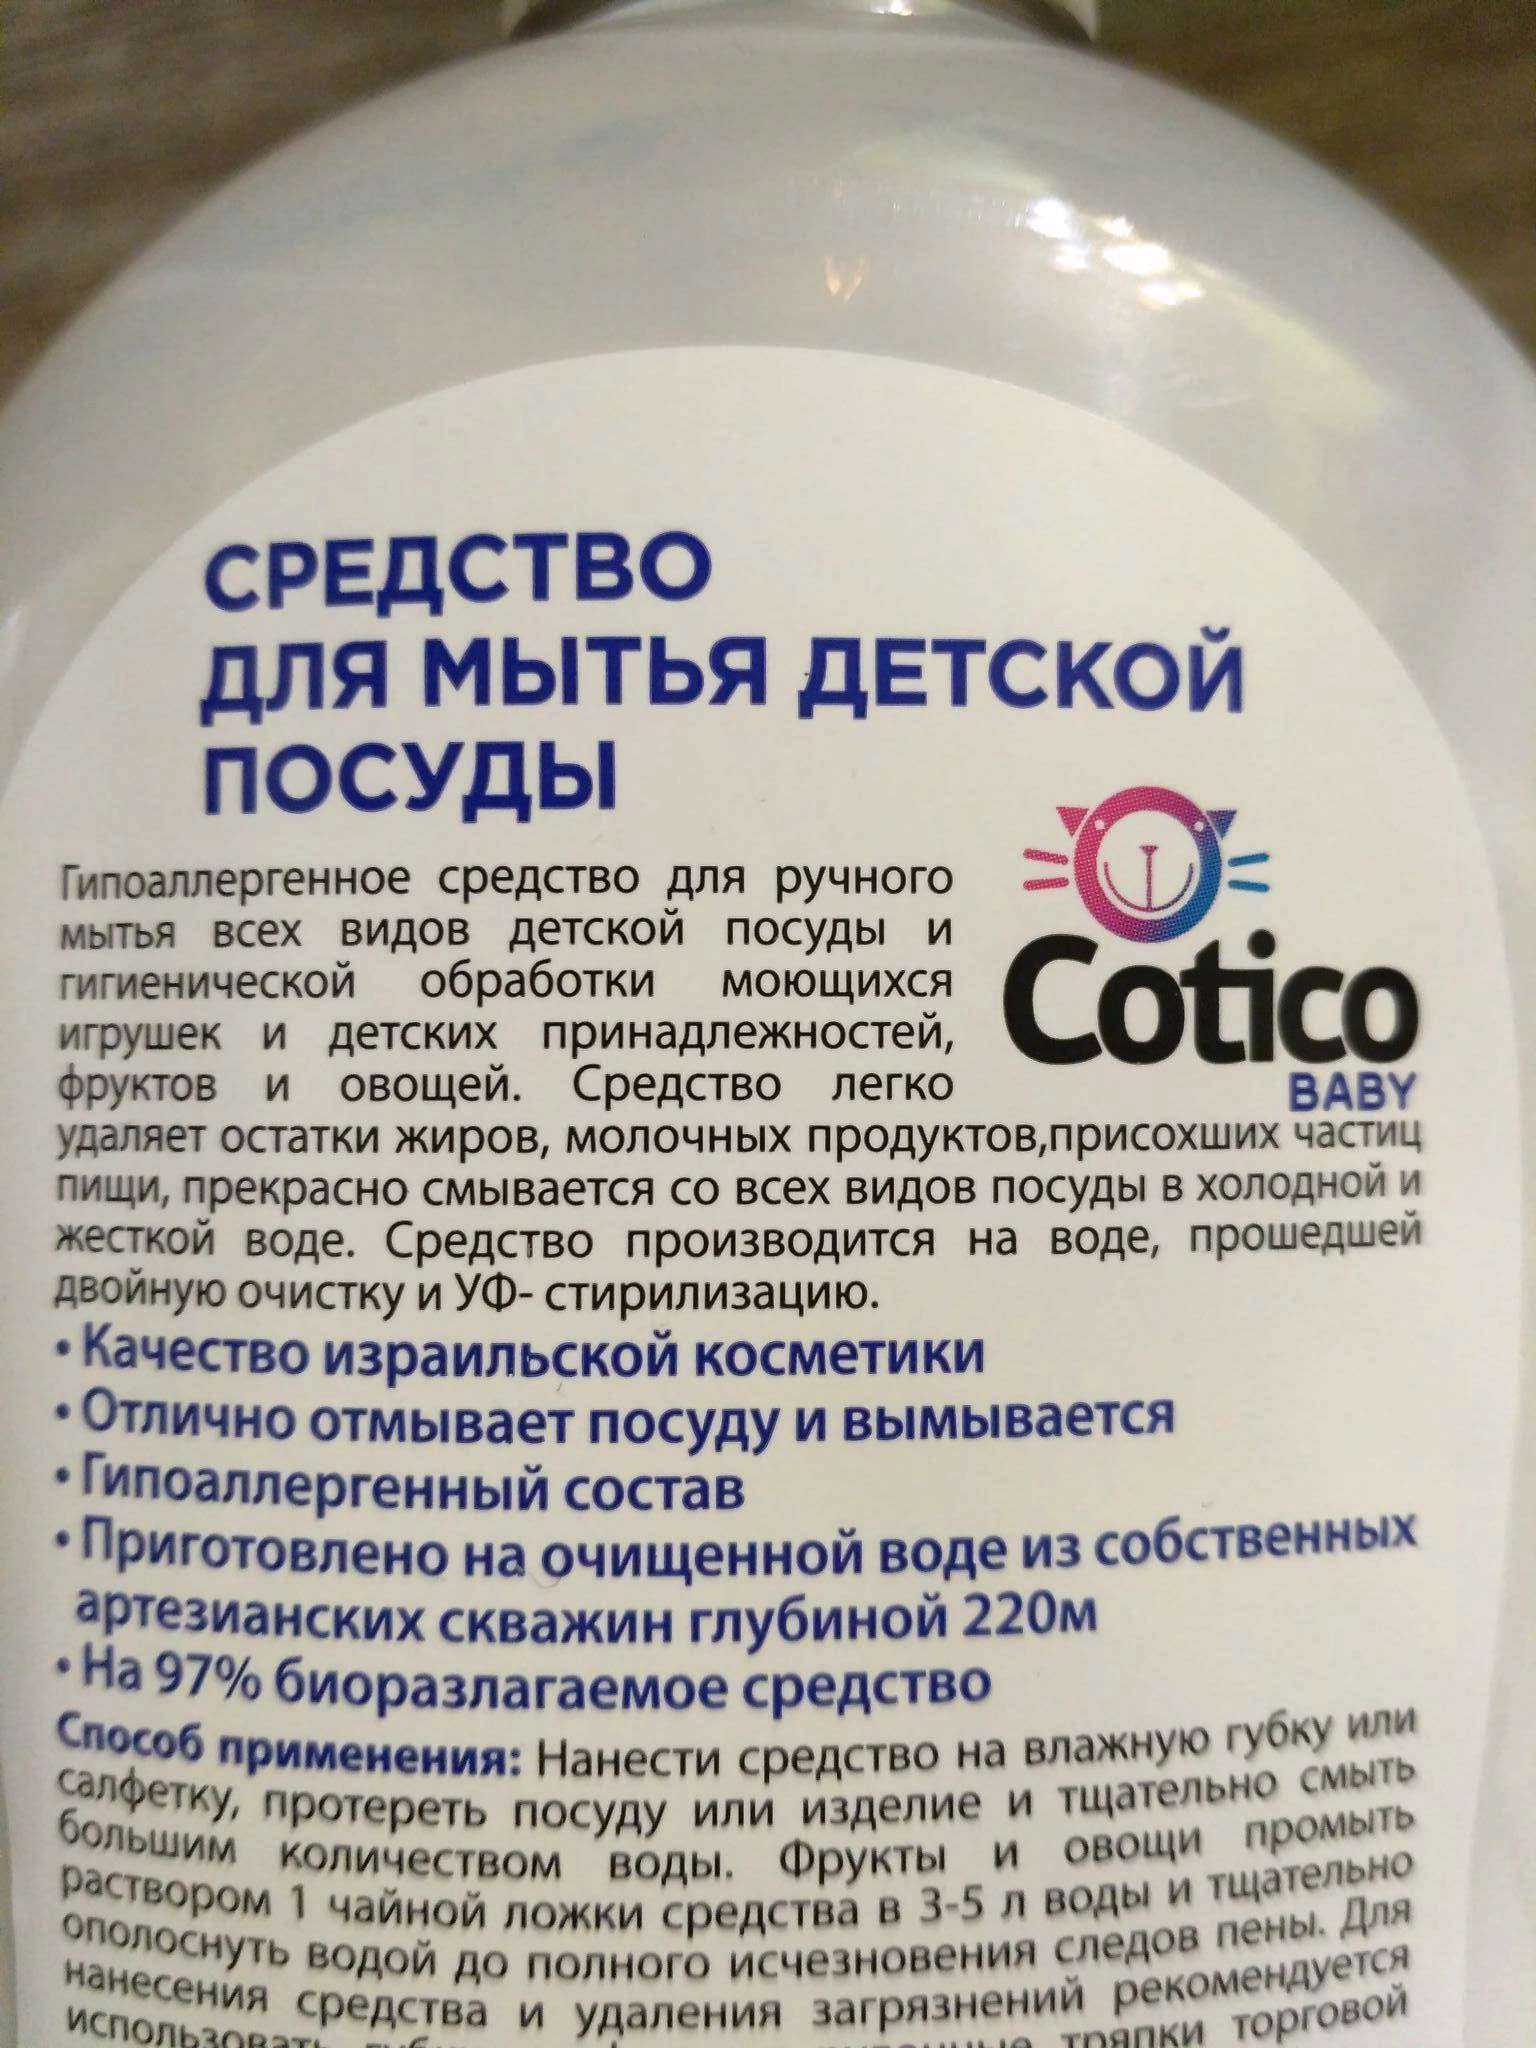 СРЕДСТВО
ДЛЯ МЫТЬЯ ДЕТСКОЙ
ПОСУДЫ
Гипоаллергенное средство для ручного
мытья всех видов детской посуды и
гигиенической обработки моющихся
игрушек и детских принадлежностей,
фруктов и овощей. Средство легко
Cotico
BABY
удаляет остатки жиров, молочных продуктов,присохших частиц
пищи, прекрасно смывается со всех видов посуды в холодной и
жесткой воде. Средство производится на воде, прошедшей
двойную очистку и УФ- стирилизацию.
• Качество израильской косметики
• Отлично отмывает посуду и вымывается
• Гипоаллергенный состав
• Приготовлено на очищенной воде из собственных
артезианских скважин глубиной 220м
• На 97% биоразлагаемое средство
Способ применения: Нанести средство на влажную губку или
салфетку, протереть посуду или изделие и тщательно смыть
большим количеством воды. Фрукты и овощи промыть
раствором 1 чайной ложки средства в 3-5 л воды и тщательно
ополоснуть водой до полного исчезновения следов пены. Для
нанесения средства и удаления загрязнений рекомендуется
использовать тряпки торговой